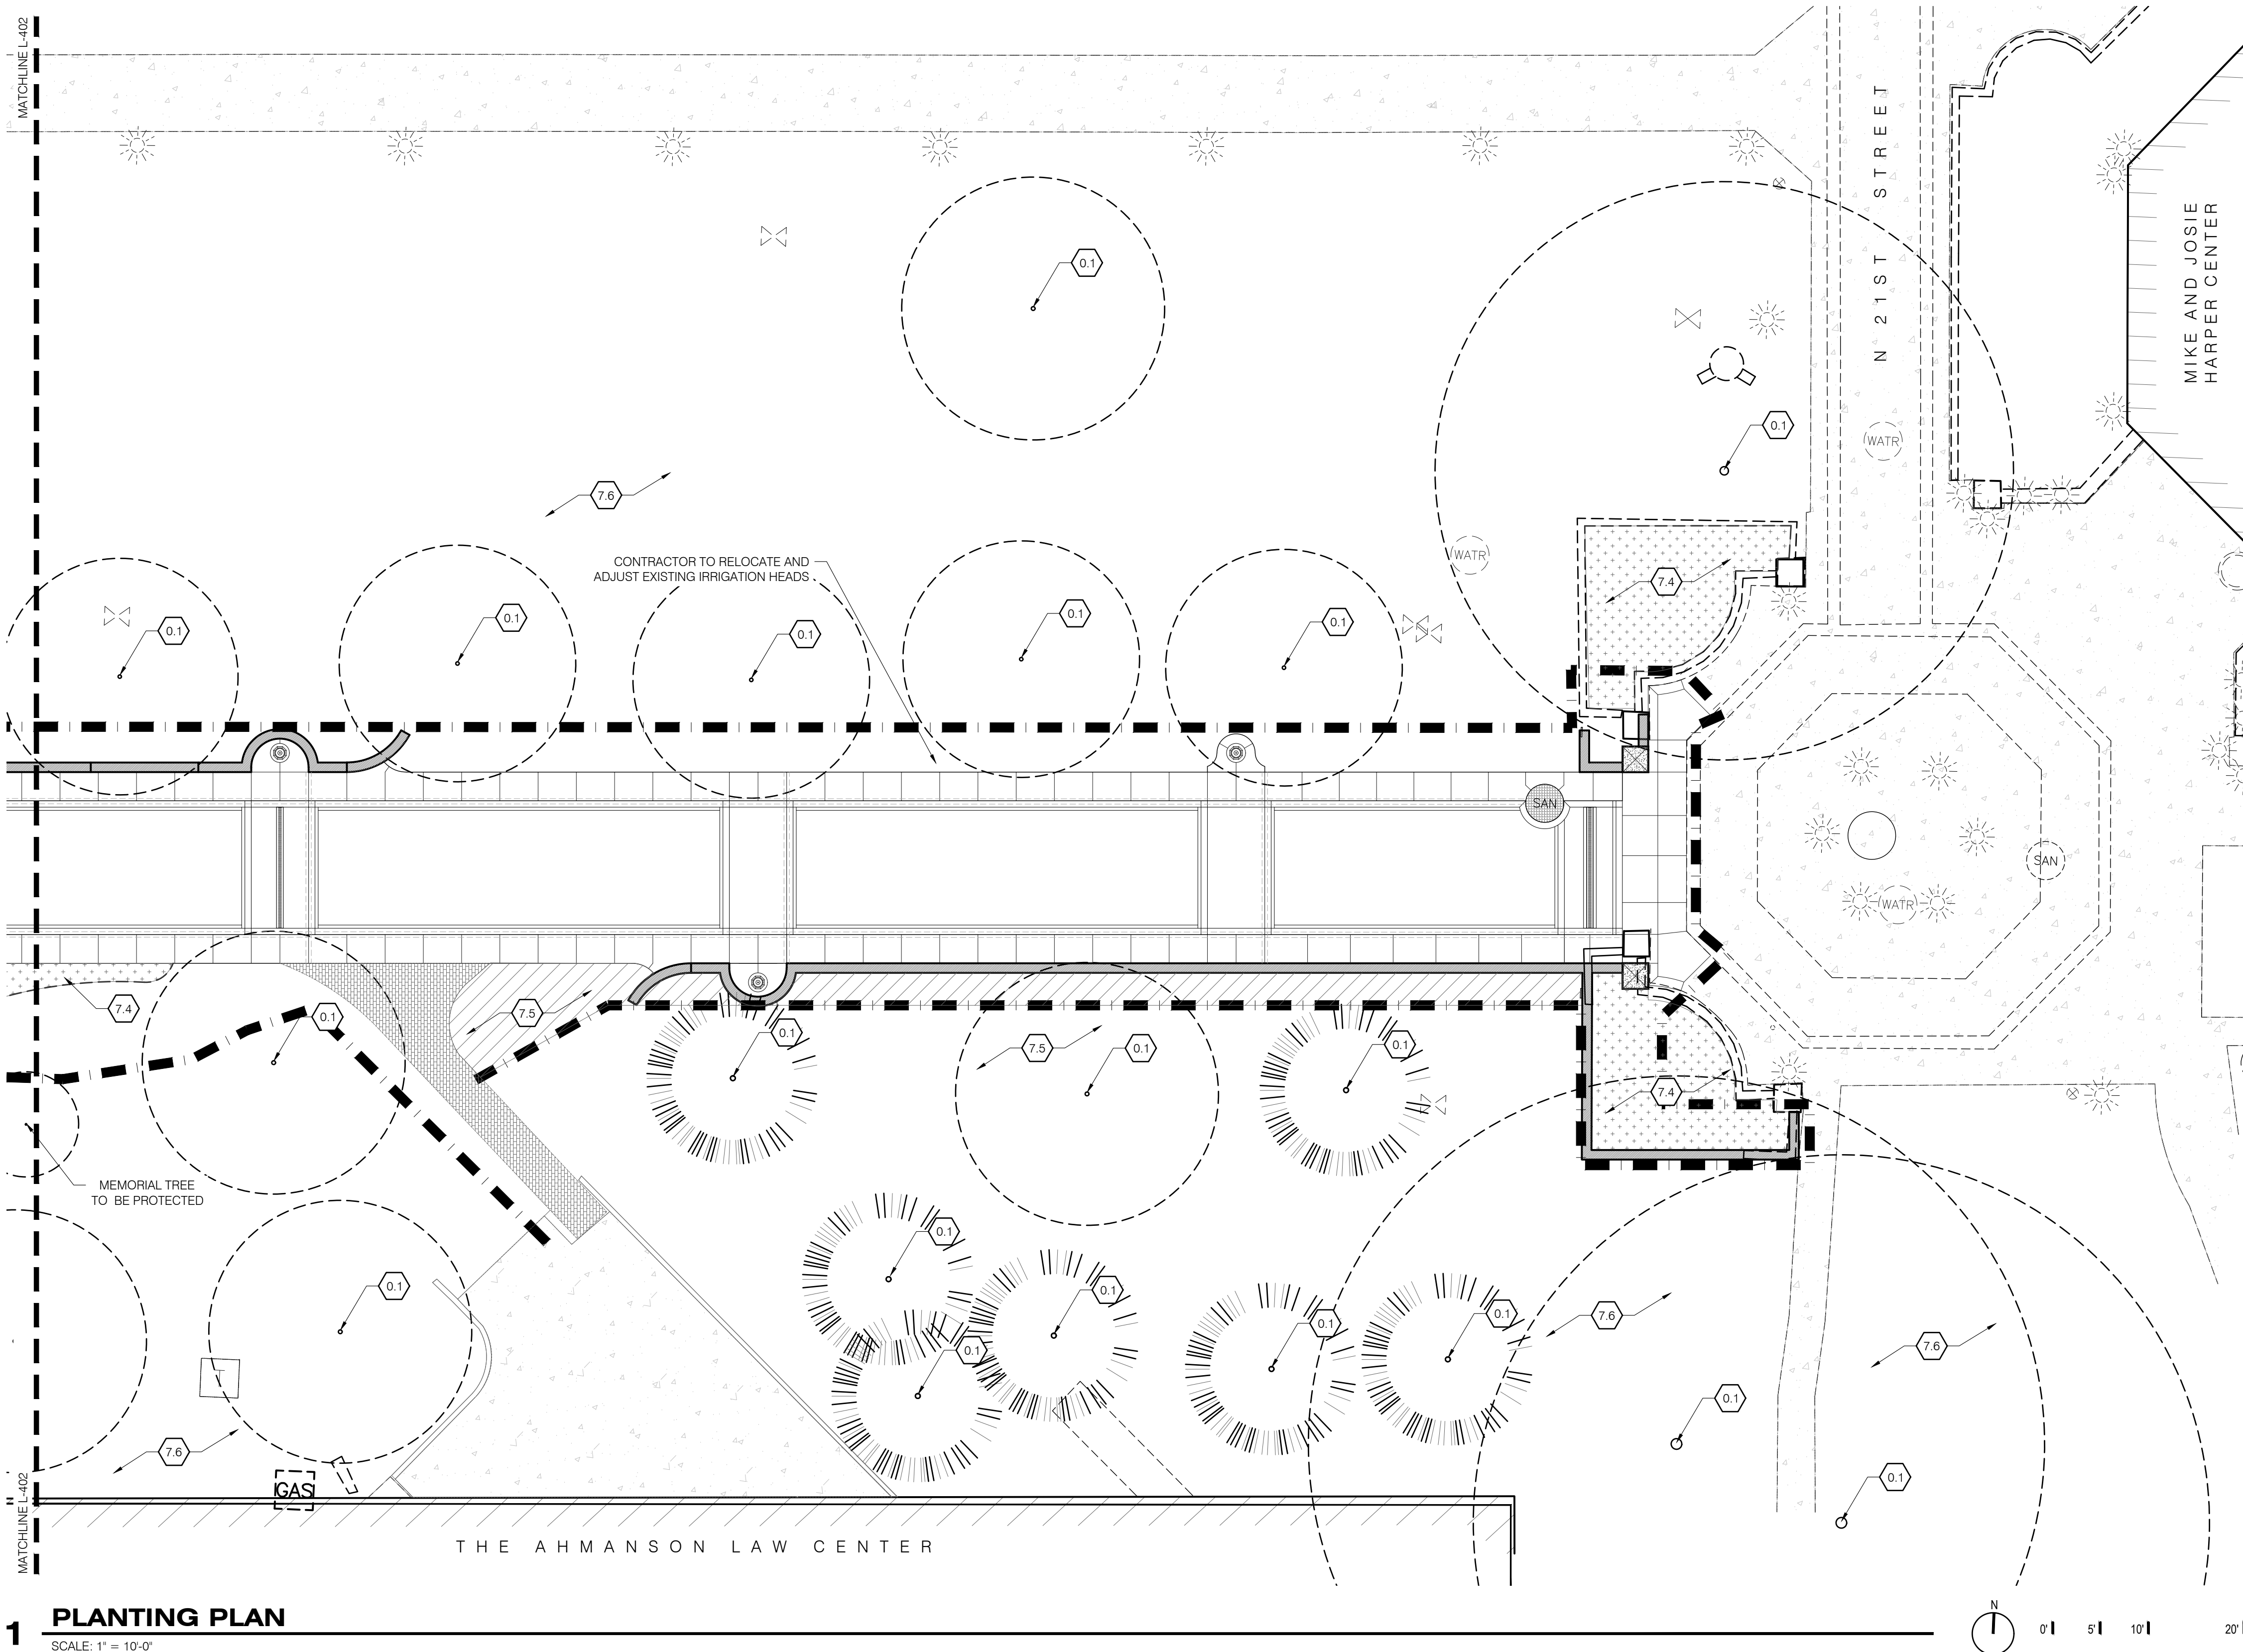 MATCHLINE L-402
N 21ST STREET
MIKE AND JOSIE
HARPER CENTER
0.1
0.1
WATR
7.6
WATR
CONTRACTOR TO RELOCATE AND
ADJUST EXISTING IRRIGATION HEADS
7.4
0.1
0.1
0.1
0.1
0.1
SAN
SAN
WATR
7.4
0.1
7.5
0.1
7.5
0.1
0.1
7.4
MEMORIAL TREE
TO BE PROTECTED
0.1
0.1
0.1
0.1
0.1
0.1
7.6
7.6
0.1
T
7.6
0.1
GAS
MATCHLINE L-402
THE AHMANSON LAW CENTER
1 PLANTING PLAN
SCALE: 1" = 10'-0"
N
0' 5' 10' 20'